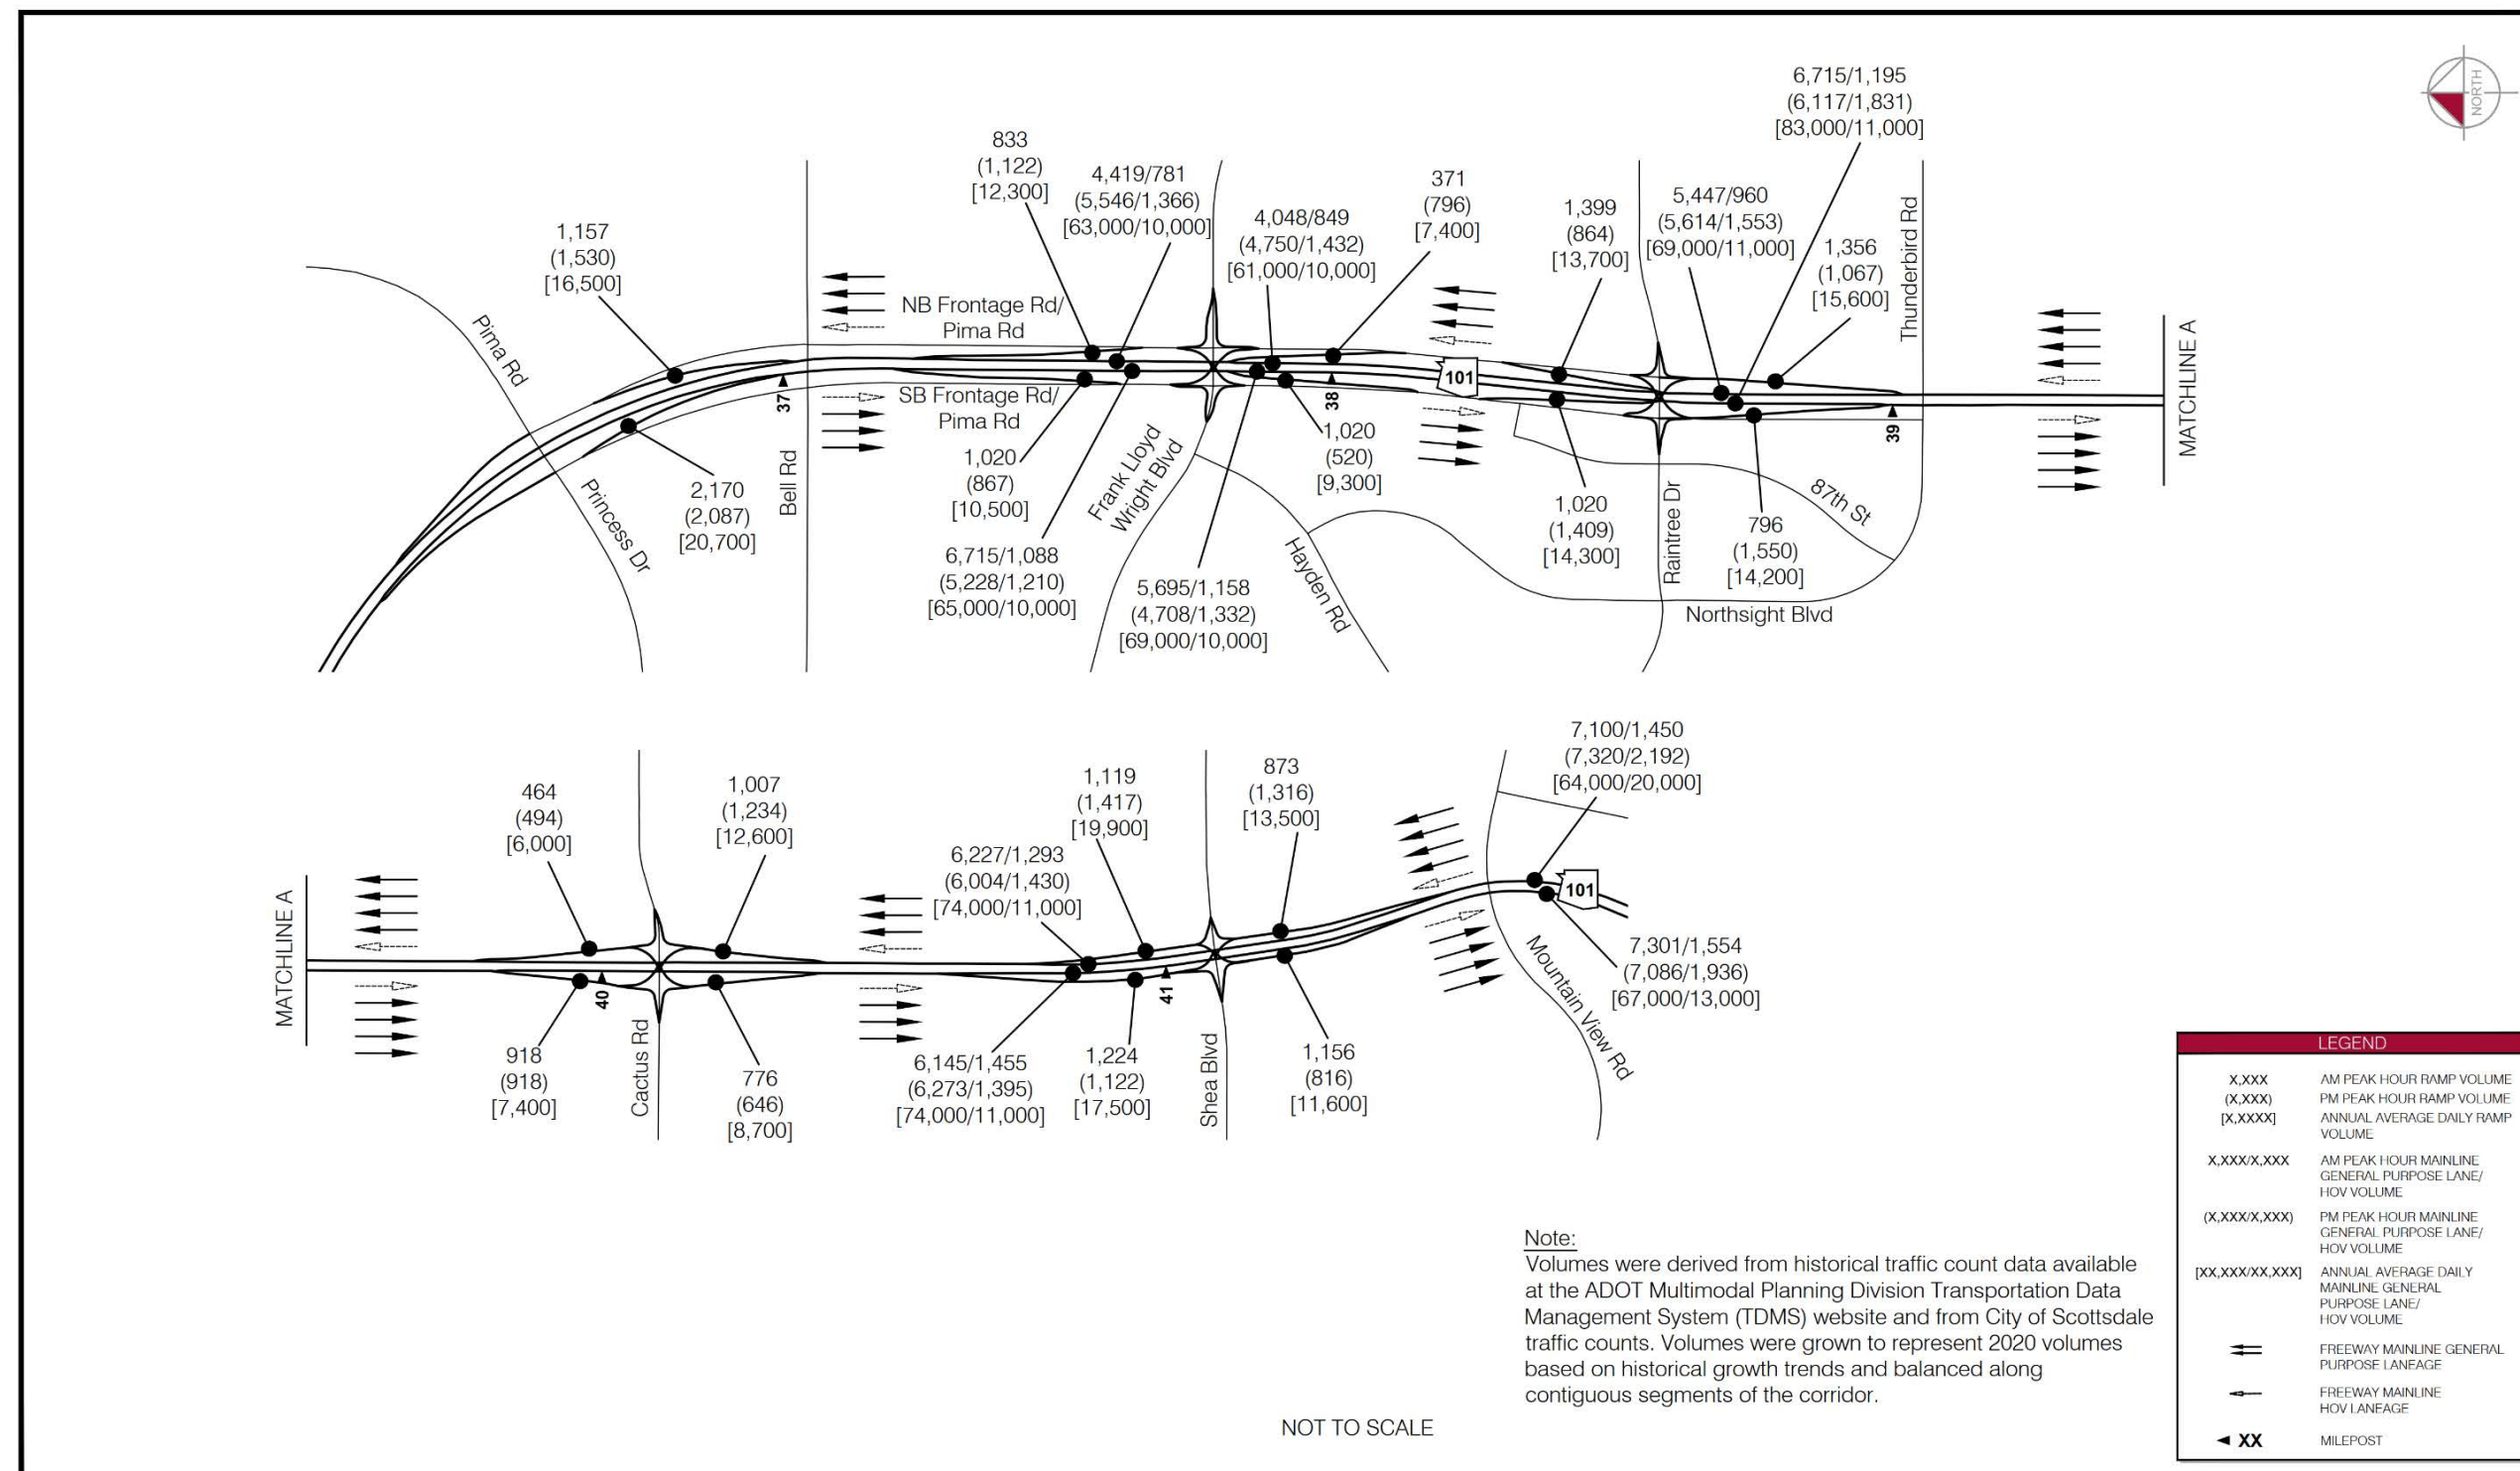 NORTH
6,715/1,195
(6,117/1,831)
[83,000/11,000]
833
(1,122)
[12,300]
4,419/781
(5,546/1,366)
[63,000/10,000]
4,048/849
(4,750/1,432)
[61,000/10,000]
371
(796)
[7,400]
1,399
(864)
[13,700]
5,447/960
(5,614/1,553)
[69,000/11,000]
1,356
(1,067)
[15,600]
1,157
(1,530)
[16,500]
Thunderbird Rd
Pima Rd
NB Frontage Rd/
Pima Rd
MATCHLINE A
101
37
38
39
SB Frontage Rd/
Pima Rd
Bell Rd
Princess Dr
2,170
(2,087)
[20,700]
1,020
(867)
[10,500]
Frank Lloyd
Wright Blvd
1,020
(520)
[9,300]
6,715/1,088
(5,228/1,210)
[65,000/10,000]
5,695/1,158
(4,708/1,332)
[69,000/10,000]
Hayden Rd
1,020
(1,409)
[14,300]
Raintree Dr
796
(1,550)
[14,200]
87th St
Northsight Blvd
7,100/1,450
(7,320/2,192)
[64,000/20,000]
464
(494)
[6,000]
1,007
(1,234)
[12,600]
1,119
(1,417)
[19,900]
873
(1,316)
[13,500]
6,227/1,293
(6,004/1,430)
[74,000/11,000]
101
MATCHLINE A
40
41
Cactus Rd
Shea Blvd
Mountain View Rd
7,301/1,554
(7,086/1,936)
[67,000/13,000]
918
(918)
[7,400]
776
(646)
[8,700]
6,145/1,455
(6,273/1,395)
[74,000/11,000]
1,224
(1,122)
[17,500]
1,156
(816)
[11,600]
Note:
Volumes were derived from historical traffic count data available
at the ADOT Multimodal Planning Division Transportation Data
Management System (TDMS) website and from City of Scottsdale
traffic counts. Volumes were grown to represent 2020 volumes
based on historical growth trends and balanced along
contiguous segments of the corridor.
NOT TO SCALE
LEGEND
X,XXX AM PEAK HOUR RAMP VOLUME
(X,XXX) PM PEAK HOUR RAMP VOLUME
[X,XXXX] ANNUAL AVERAGE DAILY RAMP
VOLUME
X,XXX/X,XXX AM PEAK HOUR MAINLINE
GENERAL PURPOSE LANE/
HOV VOLUME
(X,XXX/X,XXX) PM PEAK HOUR MAINLINE
GENERAL PURPOSE LANE/
HOV VOLUME
[XX,XXX/XX,XXX] ANNUAL AVERAGE DAILY
MAINLINE GENERAL
PURPOSE LANE/
HOV VOLUME
FREEWAY MAINLINE GENERAL
PURPOSE LANEAGE
FREEWAY MAINLINE
HOV LANEAGE
XX MILEPOST